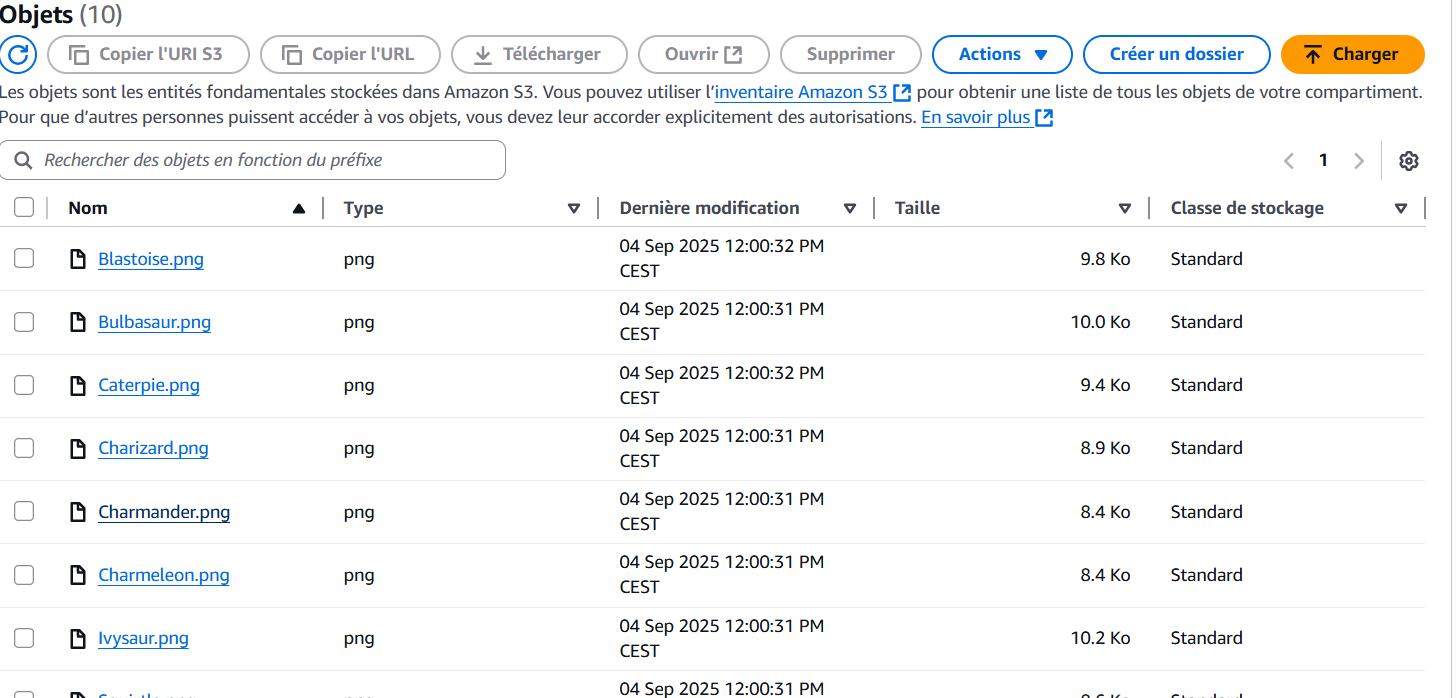 Objets (10)
Copier l'URI S3 Copier l'URL Télécharger Ouvrir Supprimer Actions Créer un dossier Charger
Les objets sont les entités fondamentales stockées dans Amazon S3. Vous pouvez utiliser l’inventaire Amazon S3 pour obtenir une liste de tous les objets de votre compartiment.
Pour que d’autres personnes puissent accéder à vos objets, vous devez leur accorder explicitement des autorisations. En savoir plus
Rechercher des objets en fonction du préfixe
1
Nom Type Dernière modification Taille Classe de stockage
Blastoise.png png 04 Sep 2025 12:00:32 PM CEST 9.8 Ko Standard
Bulbasaur.png png 04 Sep 2025 12:00:31 PM CEST 10.0 Ko Standard
Caterpie.png png 04 Sep 2025 12:00:32 PM CEST 9.4 Ko Standard
Charizard.png png 04 Sep 2025 12:00:31 PM CEST 8.9 Ko Standard
Charmander.png png 04 Sep 2025 12:00:31 PM CEST 8.4 Ko Standard
Charmeleon.png png 04 Sep 2025 12:00:31 PM CEST 8.4 Ko Standard
Ivysaur.png png 04 Sep 2025 12:00:31 PM CEST 10.2 Ko Standard
04 Sep 2025 12:00:31 PM